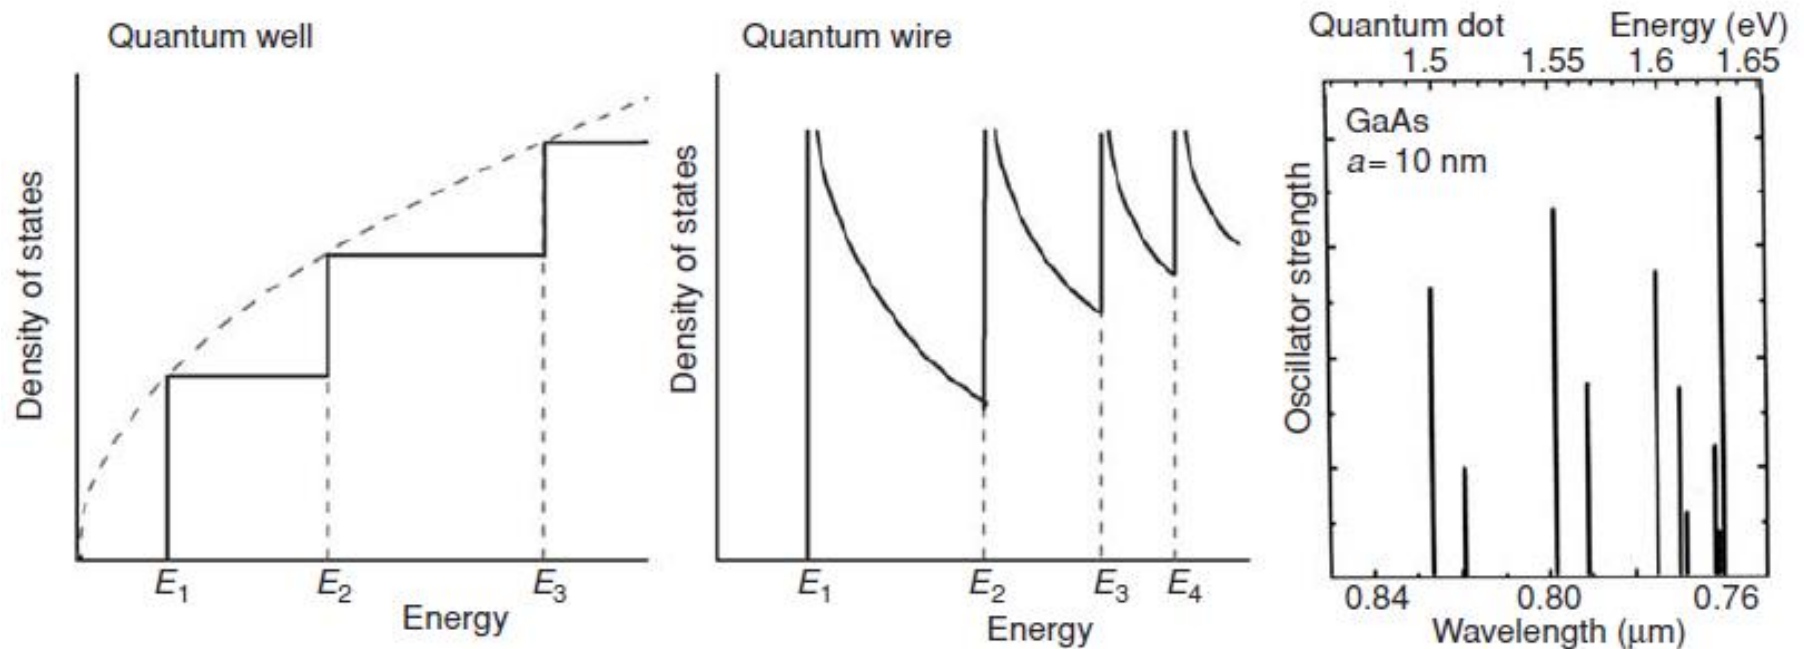 Quantum well
Density of states
E1
E2
E3
Energy
Quantum wire
Density of states
E1
E2
E3
E4
Energy
Quantum dot
Energy (eV)
1.5
1.55
1.6
1.65
GaAs
a= 10 nm
Oscillator strength
0.84
0.80
0.76
Wavelength (μm)